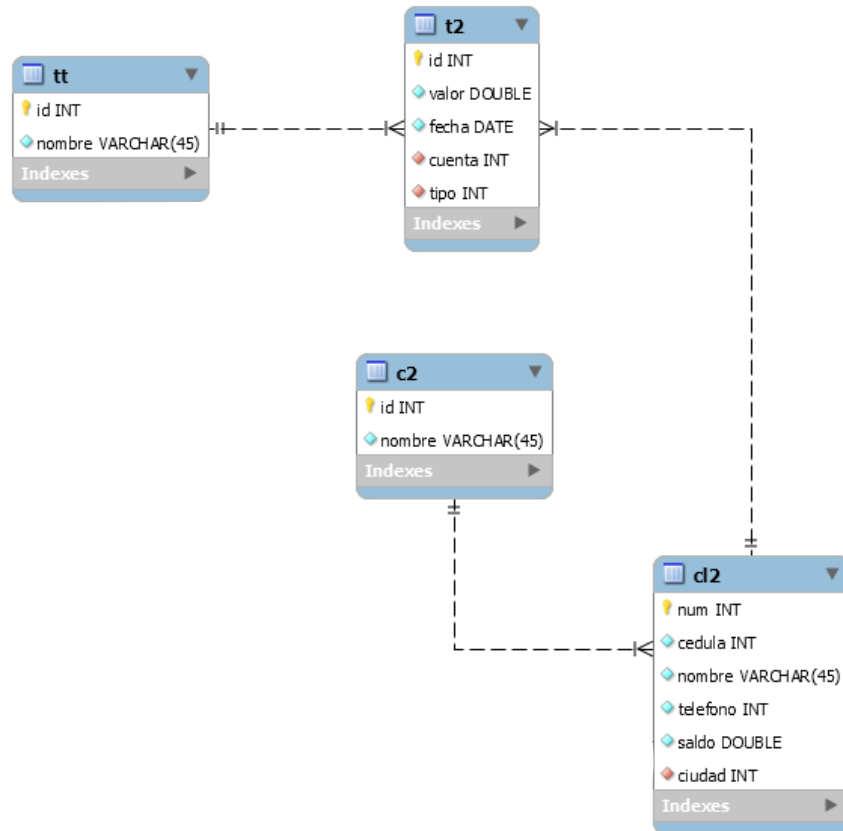 tt
id INT
nombre VARCHAR(45)
Indexes
t2
id INT
valor DOUBLE
fecha DATE
cuenta INT
tipo INT
Indexes
c2
id INT
nombre VARCHAR(45)
Indexes
cl2
num INT
cedula INT
nombre VARCHAR(45)
telefono INT
saldo DOUBLE
ciudad INT
Indexes